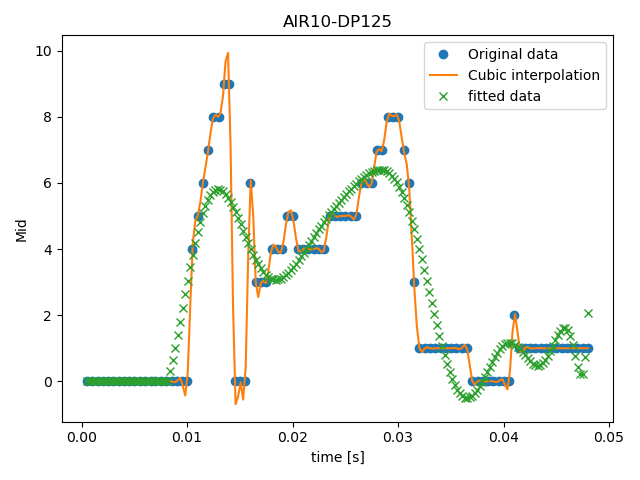 AIR10-DP125
Original data
Cubic interpolation
fitted data
10
8
6
4
2
0
Mid
0.00 0.01 0.02 0.03 0.04 0.05
time [s]